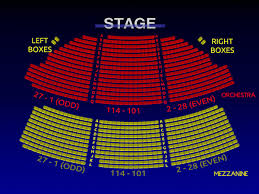 STAGE
LEFT
BOXES
RIGHT
BOXES
27 - 1 (ODD)
114 - 101
2 - 28 (EVEN)
ORCHESTRA
27 - 1 (ODD)
114 - 101
2 - 28 (EVEN)
MEZZANINE